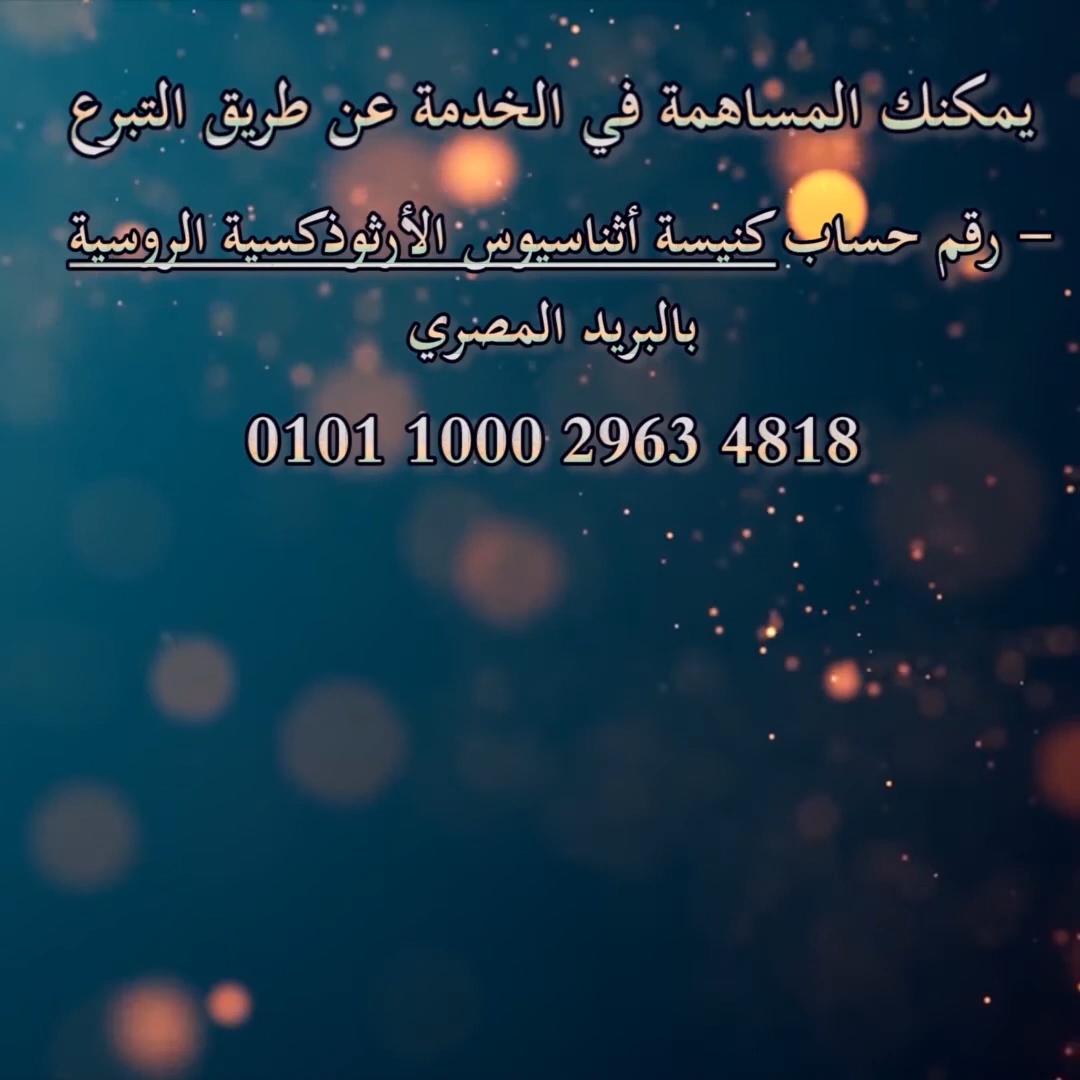 يمكنك المساهمة في الخدمة عن طريق التبرع
– رقم حساب كنيسة أثناسيوس الأرثوذكسية الروسية
بالبريد المصري
0101 1000 2963 4818